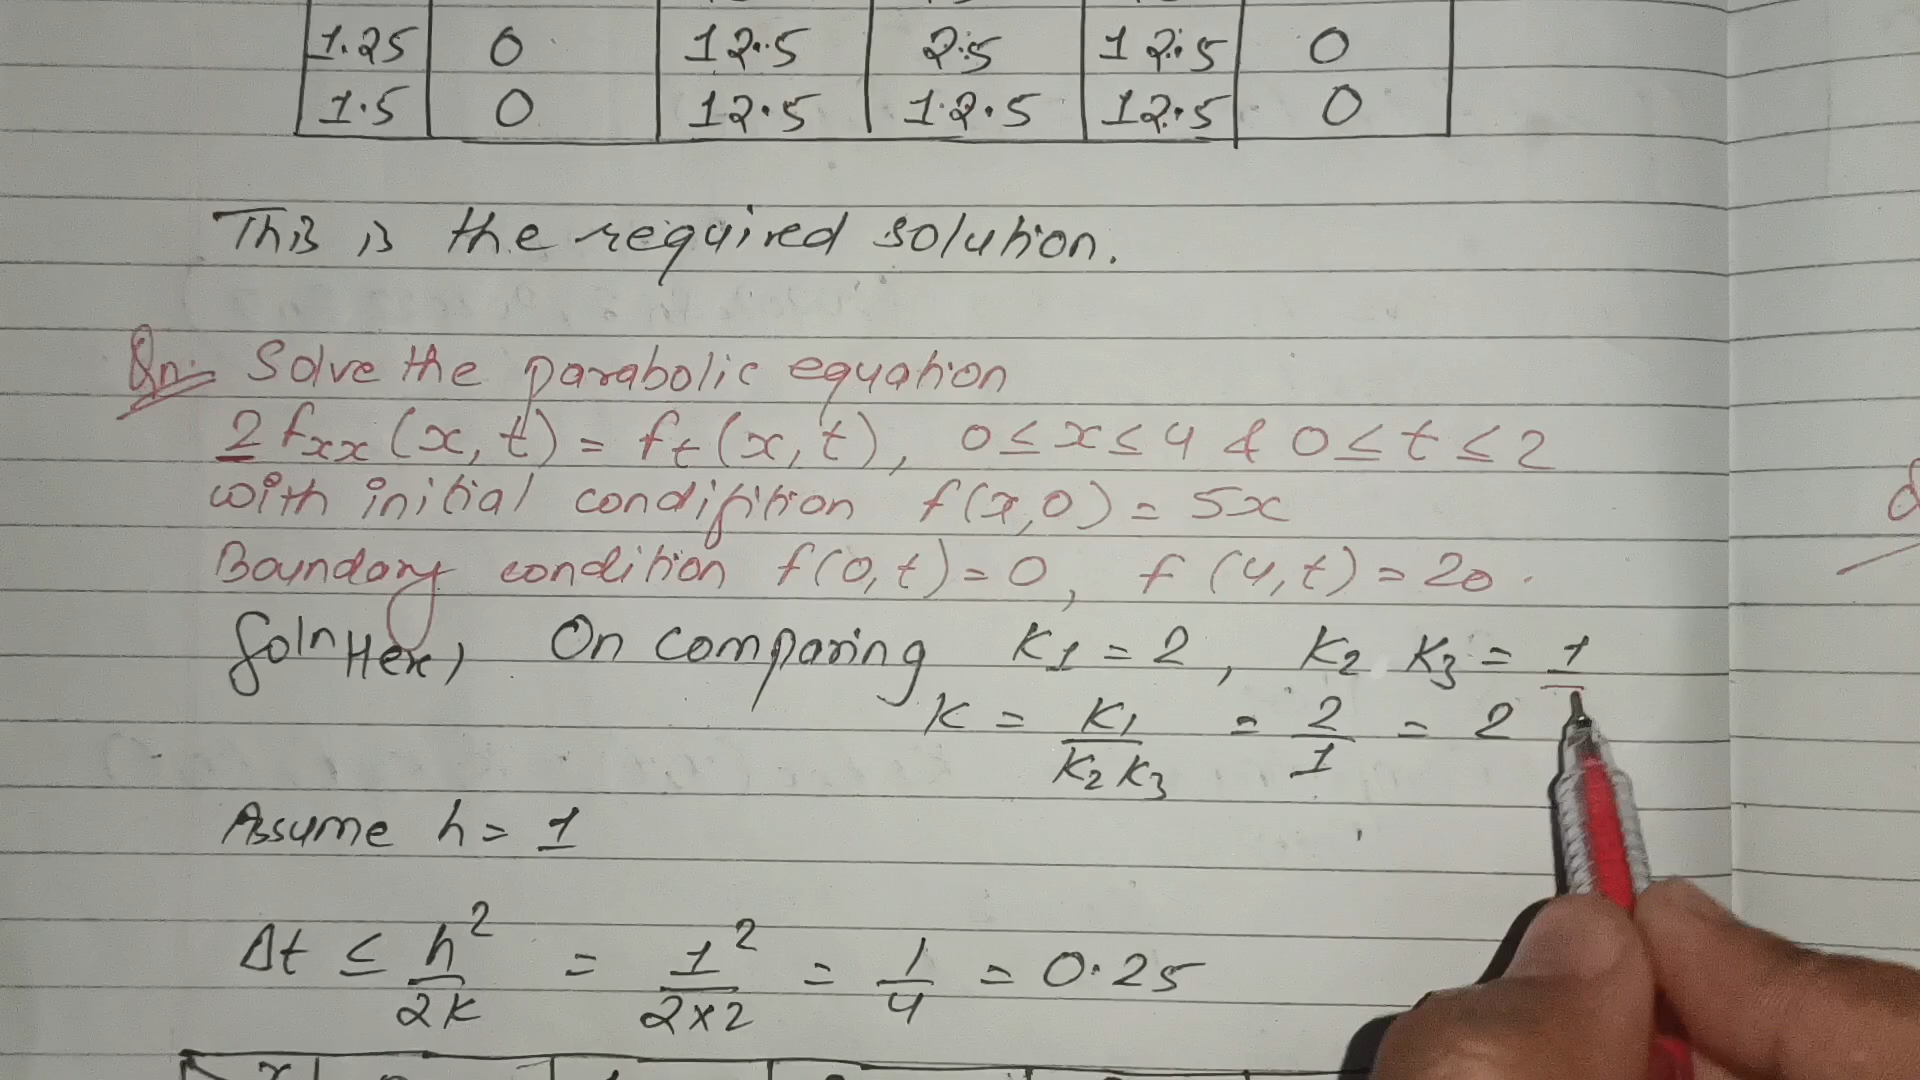 1.25 0 12.5 2.5 12.5 0
1.5 0 12.5 12.5 12.5 0
This is the required solution.
Qn:- Solve the parabolic equation
2 fxx (x, t) = ft (x, t), 0 ≤ x ≤ 4 & 0 ≤ t ≤ 2
with initial condifition f(x,0) = 5x
Boundary condition f(0,t) = 0, f (4,t) = 20.
Soln Here, On comparing K1 = 2, K2 K3 = 1
K = K1/K2 K3 = 2/1 = 2
Assume h = 1
Δt ≤ h²/2K = 1²/2×2 = 1/4 = 0.25